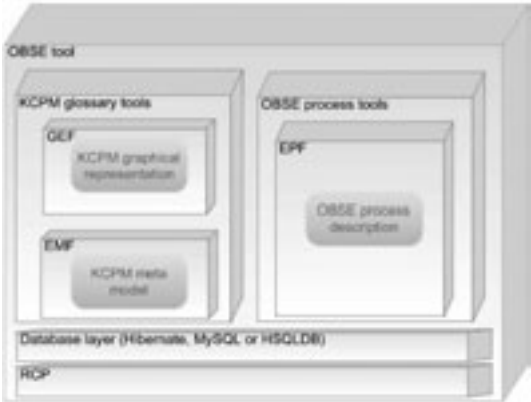 OBSE tool
KCPM glossary tools
GEF
KCPM graphical
representation
EMF
KCPM meta
model
OBSE process tools
EPF
OBSE process
description
Database layer (Hibernate, MySQL or HSQLDB)
RCP